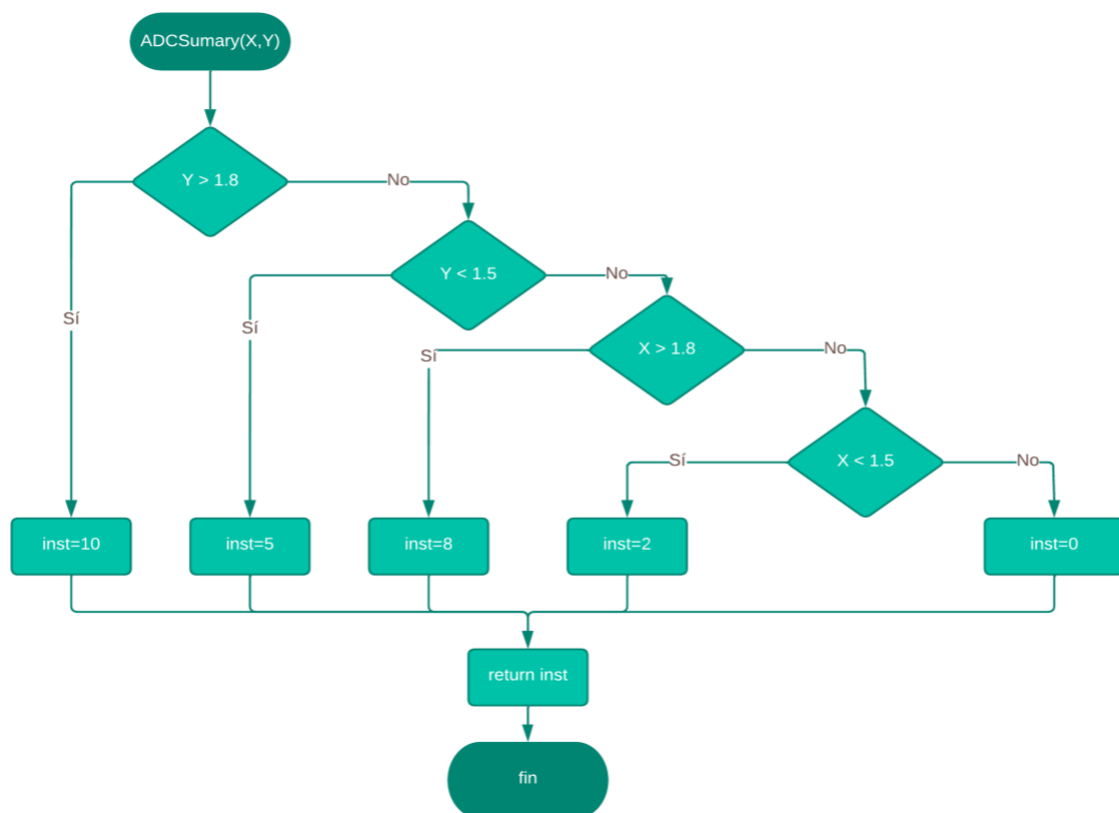 ADCSumary(X,Y)
Y > 1.8
No
Y < 1.5
No
Sí
Sí
X > 1.8
No
Sí
X < 1.5
Sí
No
inst=10
inst=5
inst=8
inst=2
inst=0
return inst
fin